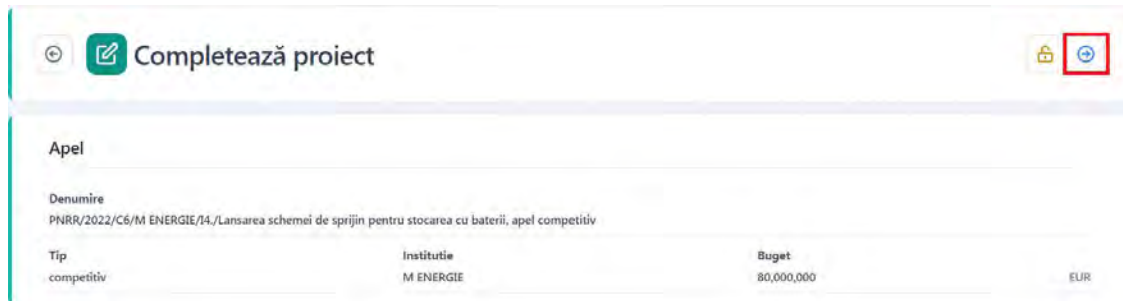 Completează proiect
Apel
Denumire
PNRR/2022/C6/M ENERGIE/I4./Lansarea schemei de sprijin pentru stocarea cu baterii, apel competitiv
Tip Institutie Buget
competitiv M ENERGIE 80,000,000 EUR